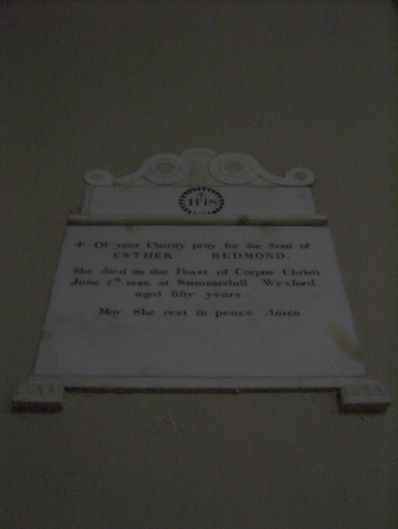 IHS
+ Of your Charity pray for the Soul of
ESTHER REDMOND.
She died on the Feast of Corpus Christi
June at Summerhill Wexford.
aged fifty years
May She rest in peace Amen